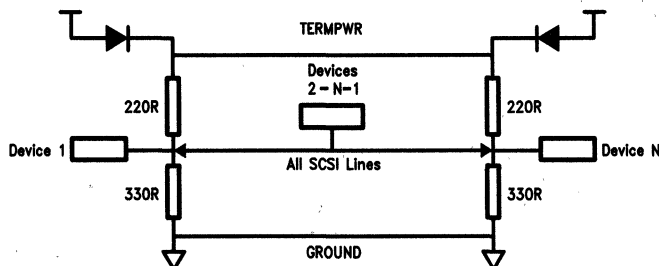 TERMPWR
Devices
2-N-1
220R
220R
Device 1
Device N
All SCSI Lines
330R
330R
GROUND